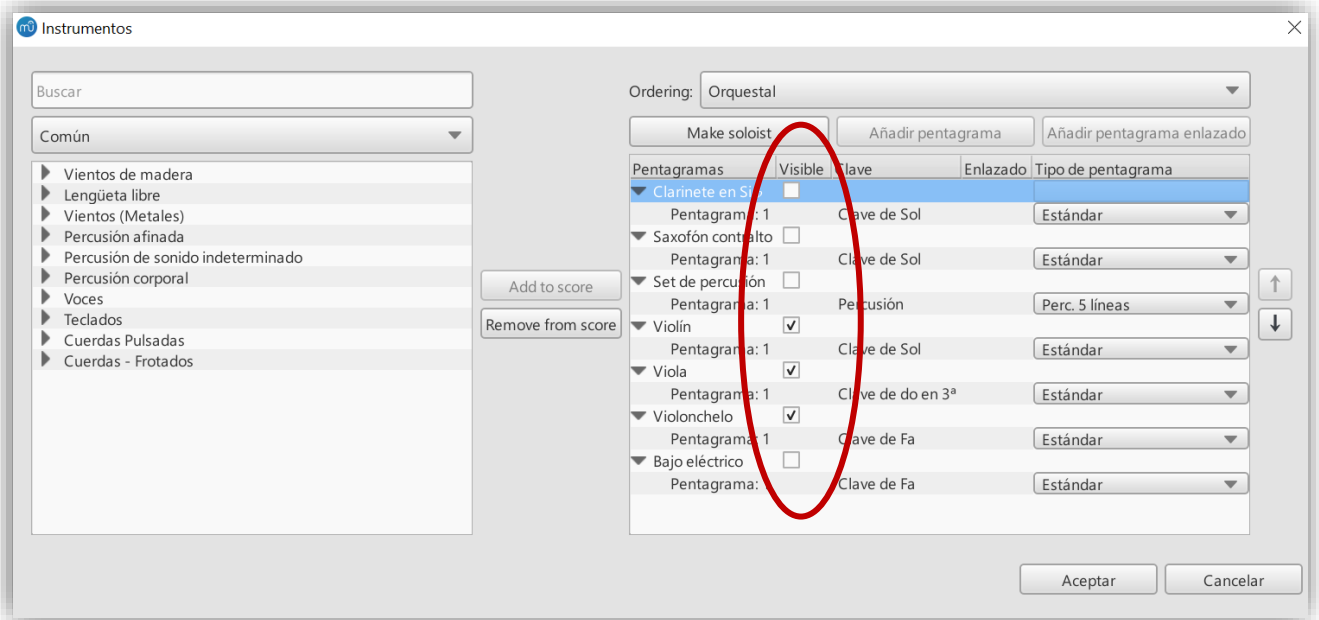 Instrumentos
Buscar
Ordering: Orquestal
Común
Make soloist Añadir pentagrama Añadir pentagrama enlazado
Pentagramas Visible Clave Enlazado Tipo de pentagrama
Vientos de madera
Lengüeta libre
Vientos (Metales)
Percusión afinada
Percusión de sonido indeterminado
Percusión corporal
Voces
Teclados
Cuerdas Pulsadas
Cuerdas - Frotados
Add to score
Remove from score
Clarinete en Si♭
Pentagrama: 1 Clave de Sol Estándar
Saxofón contralto
Pentagrama: 1 Clave de Sol Estándar
Set de percusión
Pentagrama: 1 Percusión Perc. 5 líneas
Violín
Pentagrama: 1 Clave de Sol Estándar
Viola
Pentagrama: 1 Clave de do en 3ª Estándar
Violonchelo
Pentagrama: 1 Clave de Fa Estándar
Bajo eléctrico
Pentagrama: Clave de Fa Estándar
Aceptar Cancelar